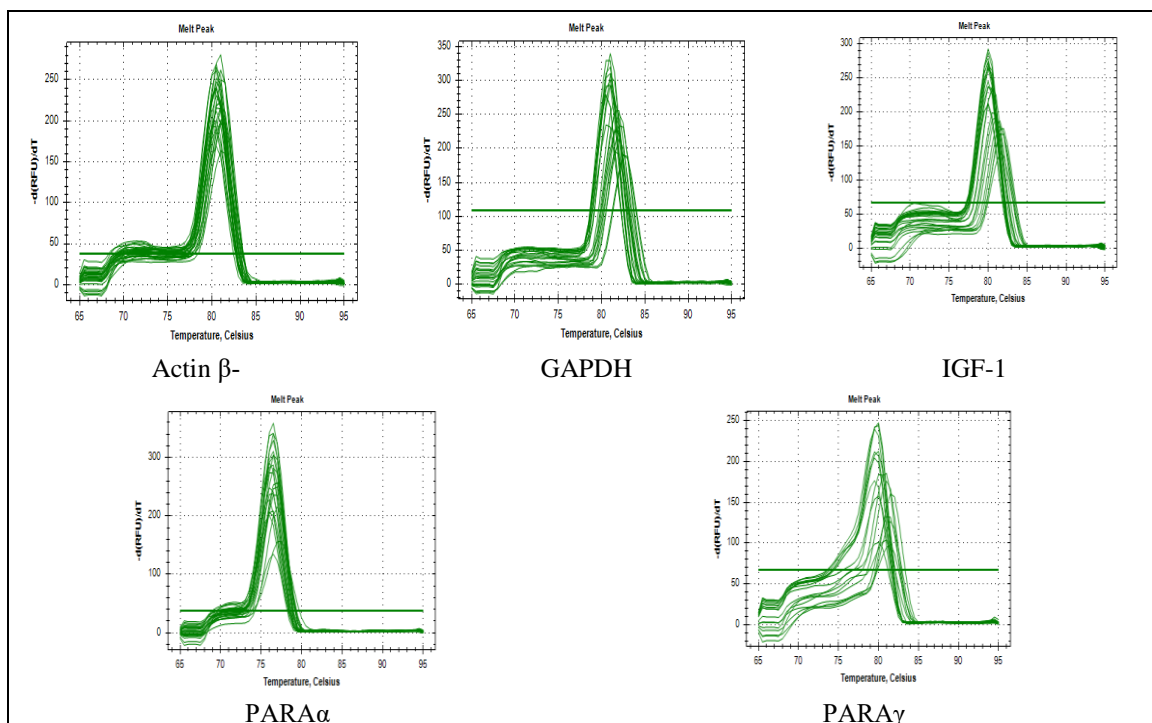 Melt Peak
-d(RFU)/dT
250
200
150
100
50
0
65 70 75 80 85 90 95
Temperature, Celsius
Actin β-
Melt Peak
-d(RFU)/dT
350
300
250
200
150
100
50
0
65 70 75 80 85 90 95
Temperature, Celsius
GAPDH
Melt Peak
-d(RFU)/dT
300
250
200
150
100
50
0
65 70 75 80 85 90 95
Temperature, Celsius
IGF-1
Melt Peak
-d(RFU)/dT
300
200
100
0
65 70 75 80 85 90 95
Temperature, Celsius
PARAα
Melt Peak
-d(RFU)/dT
250
200
150
100
50
0
65 70 75 80 85 90 95
Temperature, Celsius
PARAγ